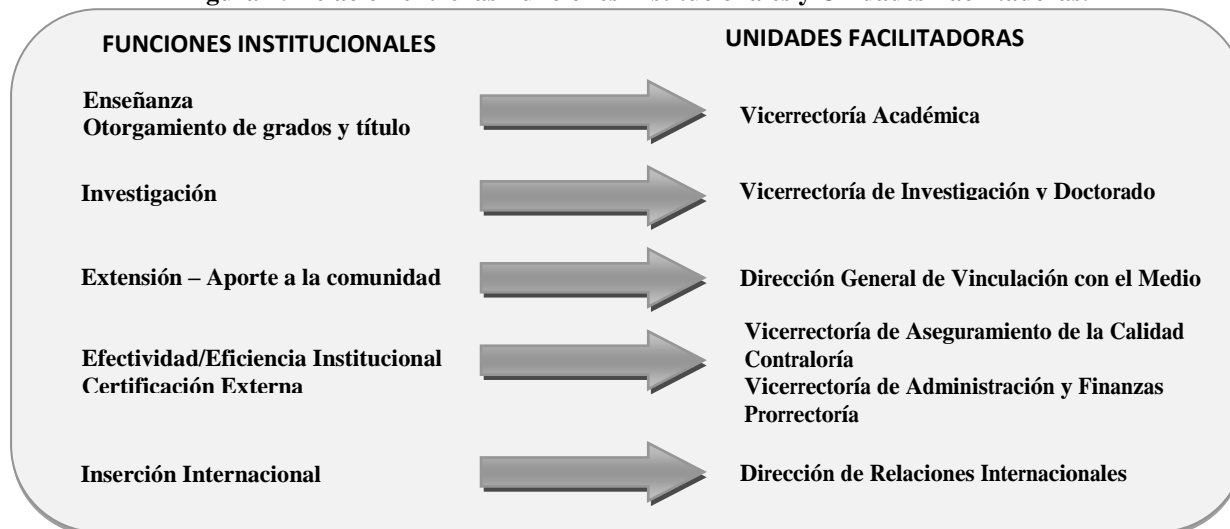 FUNCIONES INSTITUCIONALES
UNIDADES FACILITADORAS
Enseñanza
Otorgamiento de grados y título
Vicerrectoría Académica
Investigación
Vicerrectoría de Investigación y Doctorado
Extensión – Aporte a la comunidad
Dirección General de Vinculación con el Medio
Efectividad/Eficiencia Institucional
Certificación Externa
Vicerrectoría de Aseguramiento de la Calidad
Contraloría
Vicerrectoría de Administración y Finanzas
Prorrectoría
Inserción Internacional
Dirección de Relaciones Internacionales